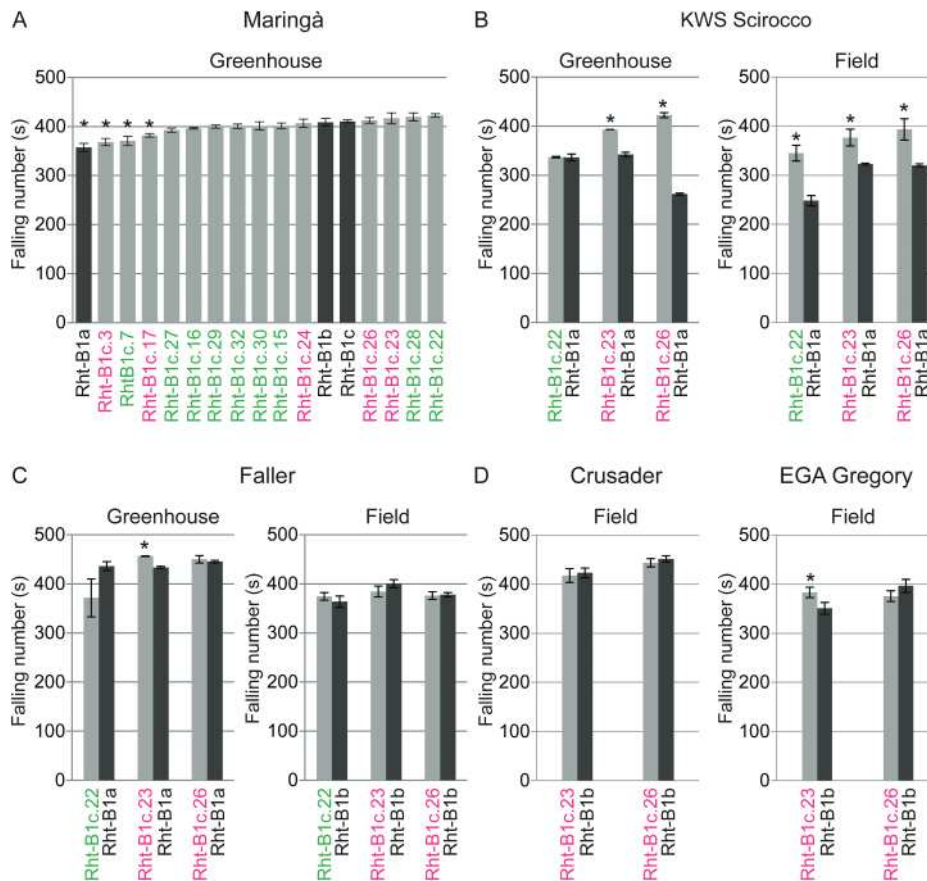 A Maringà
Greenhouse
Falling number (s)
500
400
300
200
100
0
* * * *
Rht-B1a
Rht-B1c.3
RhtB1c.7
Rht-B1c.17
Rht-B1c.27
Rht-B1c.16
Rht-B1c.29
Rht-B1c.32
Rht-B1c.30
Rht-B1c.15
Rht-B1c.24
Rht-B1b
Rht-B1c
Rht-B1c.26
Rht-B1c.23
Rht-B1c.28
Rht-B1c.22
B KWS Scirocco
Greenhouse
Falling number (s)
500
400
300
200
100
0
* *
Rht-B1c.22
Rht-B1a
Rht-B1c.23
Rht-B1a
Rht-B1c.26
Rht-B1a
Field
Falling number (s)
500
400
300
200
100
0
* * *
Rht-B1c.22
Rht-B1a
Rht-B1c.23
Rht-B1a
Rht-B1c.26
Rht-B1a
C Faller
Greenhouse
Falling number (s)
500
400
300
200
100
0
*
Rht-B1c.22
Rht-B1a
Rht-B1c.23
Rht-B1a
Rht-B1c.26
Rht-B1a
Field
Falling number (s)
500
400
300
200
100
0
Rht-B1c.22
Rht-B1b
Rht-B1c.23
Rht-B1b
Rht-B1c.26
Rht-B1b
D Crusader
Field
Falling number (s)
500
400
300
200
100
0
Rht-B1c.23
Rht-B1b
Rht-B1c.26
Rht-B1b
EGA Gregory
Field
Falling number (s)
500
400
300
200
100
0
*
Rht-B1c.23
Rht-B1b
Rht-B1c.26
Rht-B1b